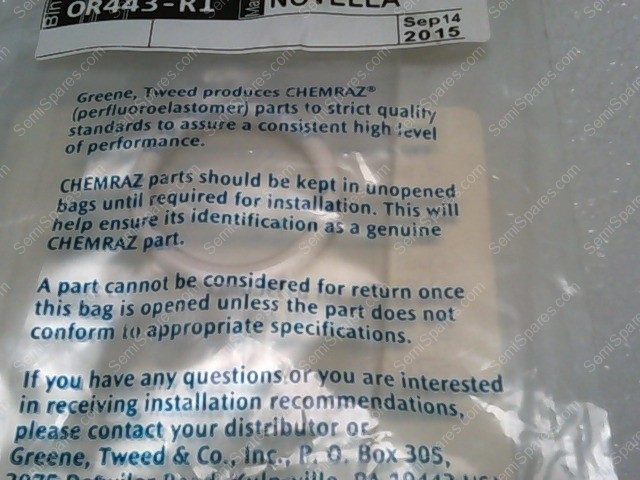 OR443-R1
NOVELLA
Sep14
2015
Greene, Tweed produces CHEMRAZ®
(perfluoroelastomer) parts to strict quality
standards to assure a consistent high level
of performance.
CHEMRAZ parts should be kept in unopened
bags until required for installation. This will
help ensure its identification as a genuine
CHEMRAZ part.
A part cannot be considered for return once
this bag is opened unless the part does not
conform to appropriate specifications.
If you have any questions or you are interested
in receiving installation recommendations,
please contact your distributor or
Greene, Tweed & Co., Inc., P. O. Box 305,